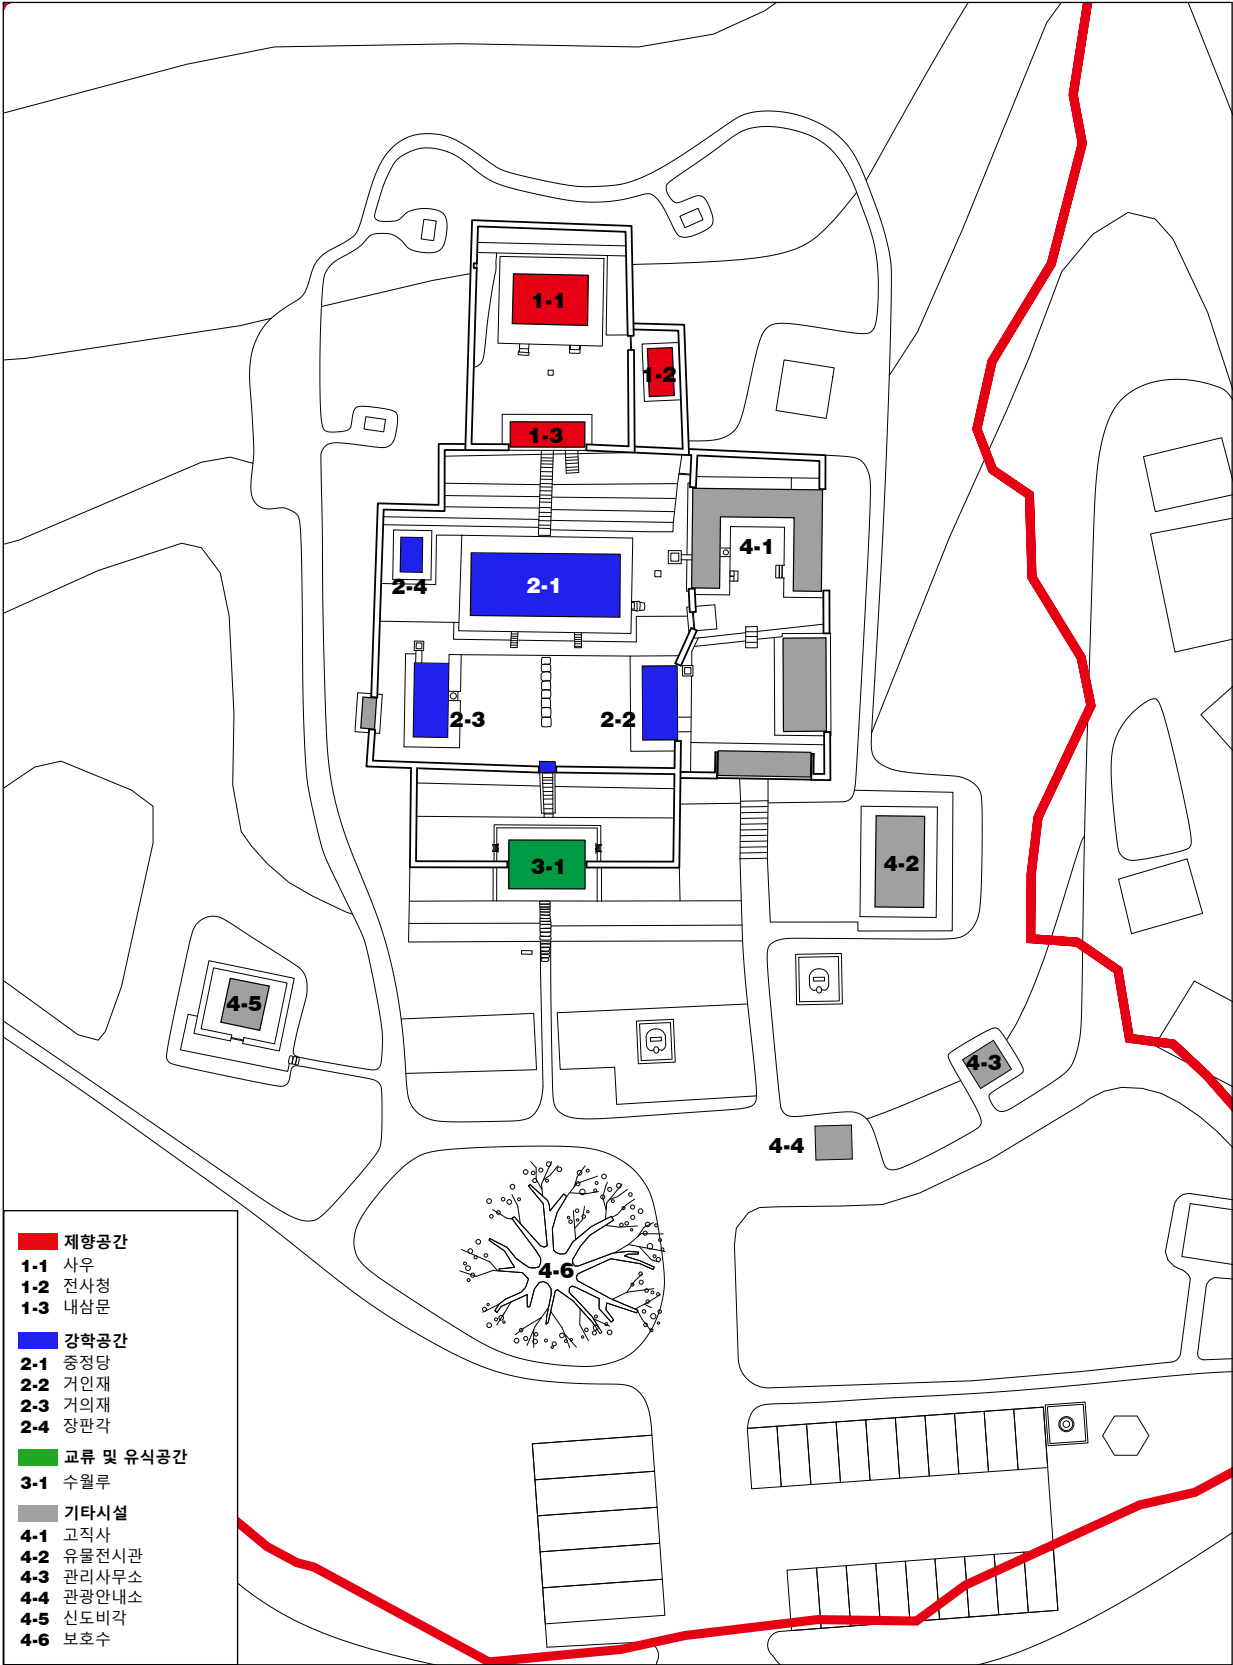 1-1
1-2
1-3
4-1
2-1
2-4
2-3
2-2
3-1
4-2
4-5
4-3
4-4
4-6
제향공간
1-1 사우
1-2 전사청
1-3 내삼문
강학공간
2-1 중정당
2-2 거인재
2-3 거의재
2-4 장판각
교류 및 유식공간
3-1 수월루
기타시설
4-1 고직사
4-2 유물전시관
4-3 관리사무소
4-4 관광안내소
4-5 신도비각
4-6 보호수